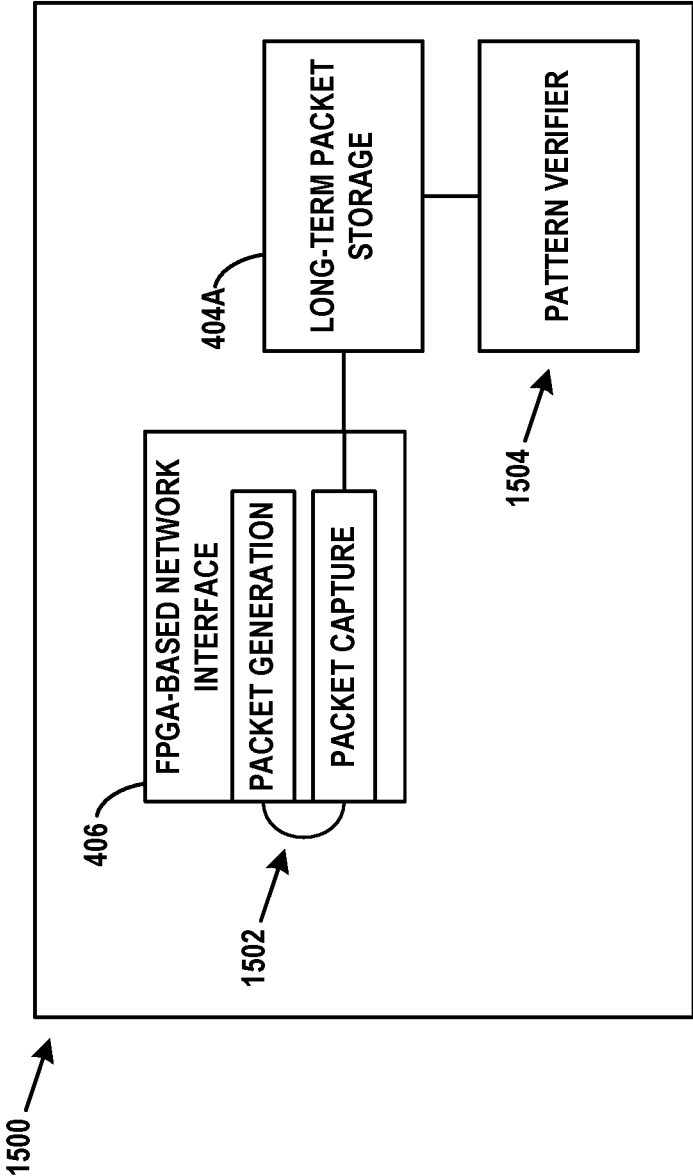 1500
1502
406
FPGA-BASED NETWORK
INTERFACE
PACKET GENERATION
PACKET CAPTURE
404A
LONG-TERM PACKET
STORAGE
1504
PATTERN VERIFIER